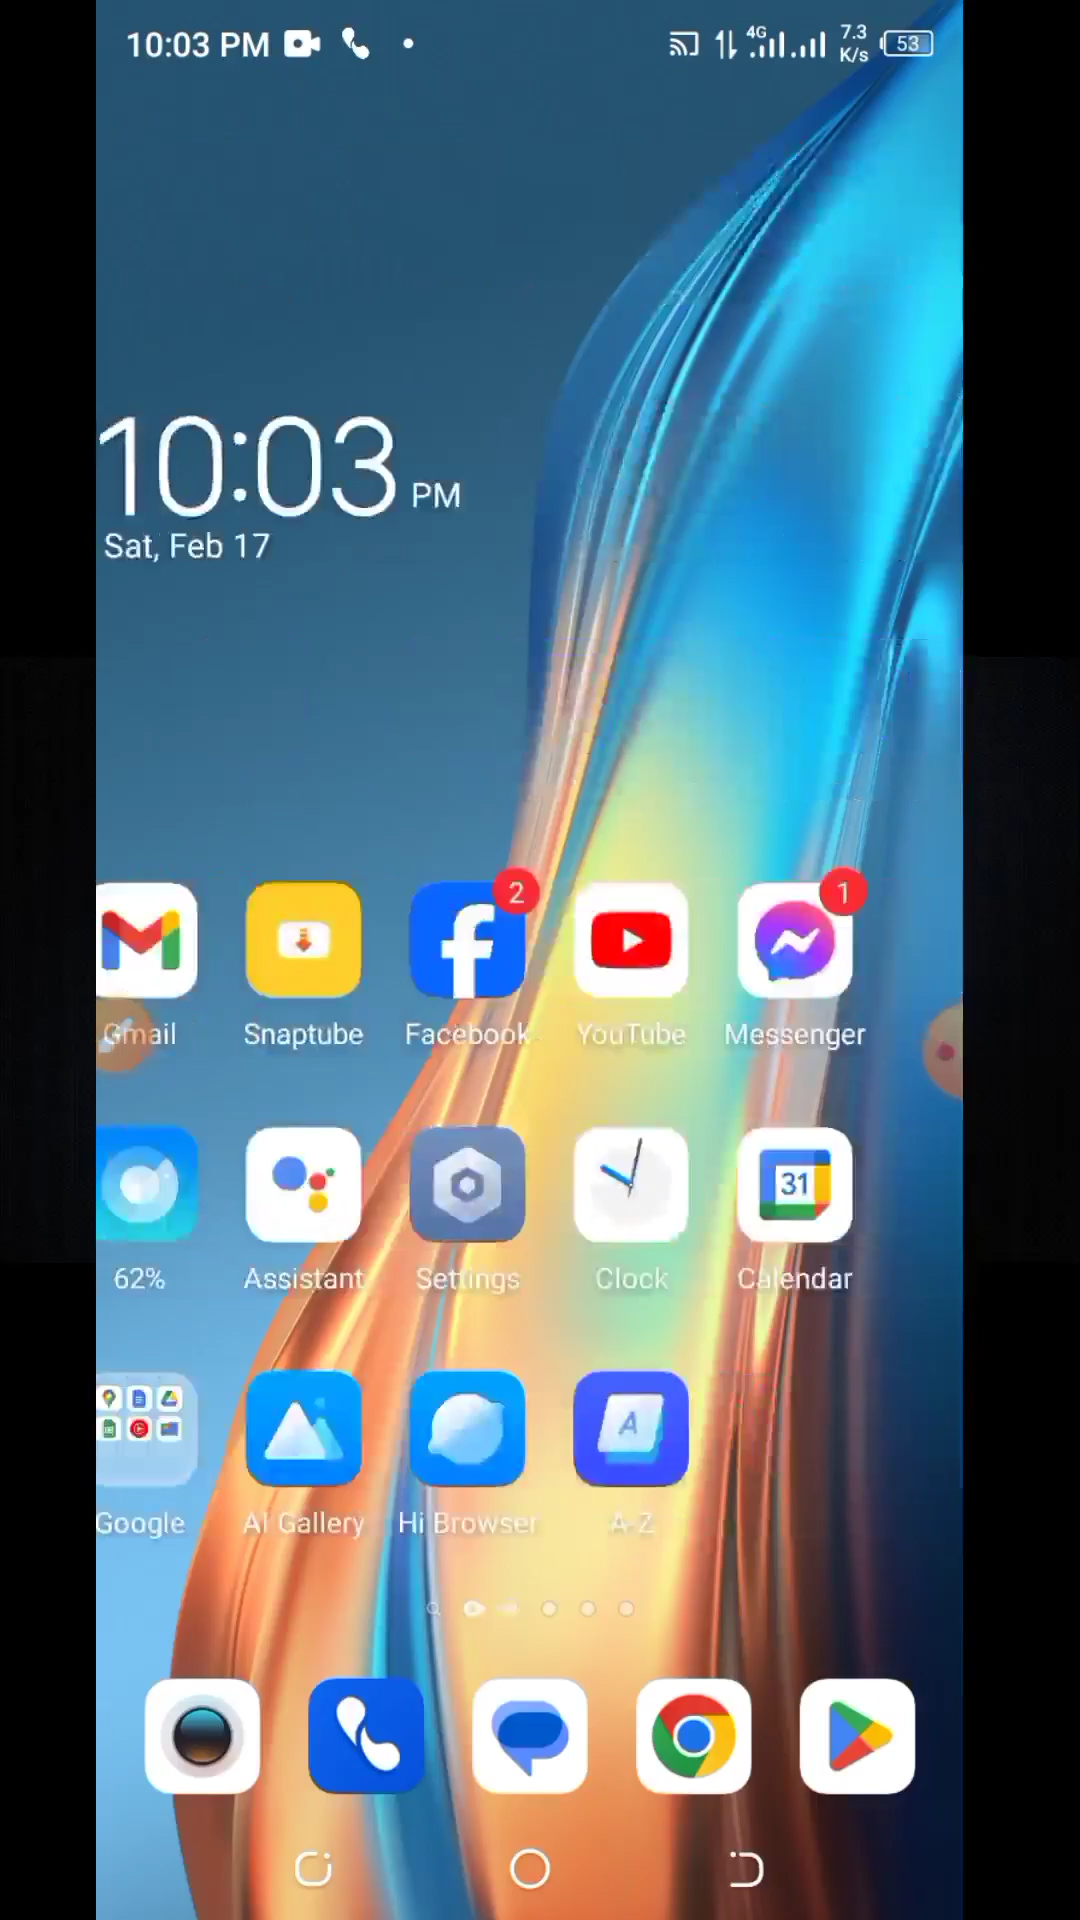 10:03 PM
4G
7.3
K/s
53
10:03 PM
Sat, Feb 17
2
1
Gmail
Snaptube
Facebook
YouTube
Messenger
31
62%
Assistant
Settings
Clock
Calendar
A
Google
AI Gallery
Hi Browser
A-Z